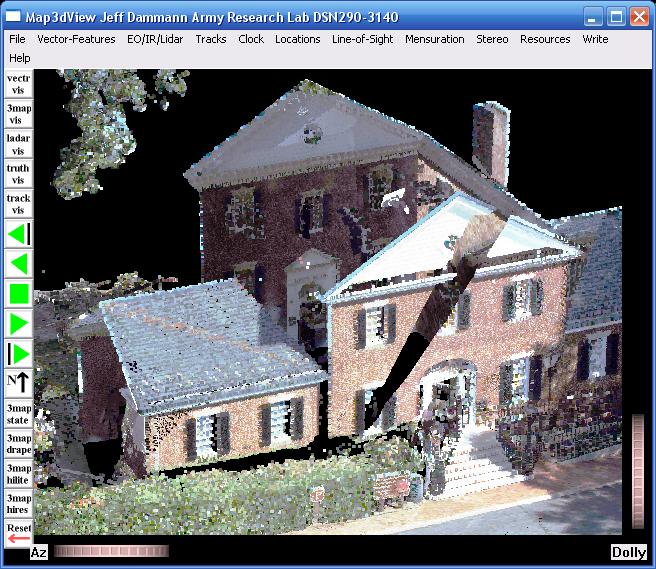 Map3dView Jeff Dammann Army Research Lab DSN290-3140
File Vector-Features EO/IR/Lidar Tracks Clock Locations Line-of-Sight Mensuration Stereo Resources Write
Help
vectr
vis
3map
vis
ladar
vis
truth
vis
track
vis
N
3map
state
3map
drape
3map
hilite
3map
hires
Reset
Az
Dolly